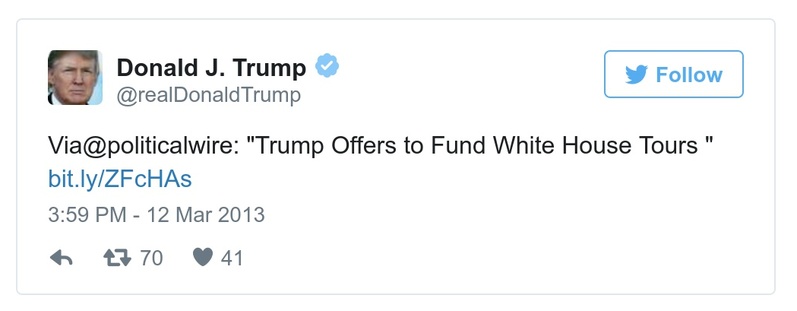 Donald J. Trump
Follow
@realDonaldTrump
Via@politicalwire: "Trump Offers to Fund White House Tours "
bit.ly/ZFcHAs
3:59 PM - 12 Mar 2013
70 41